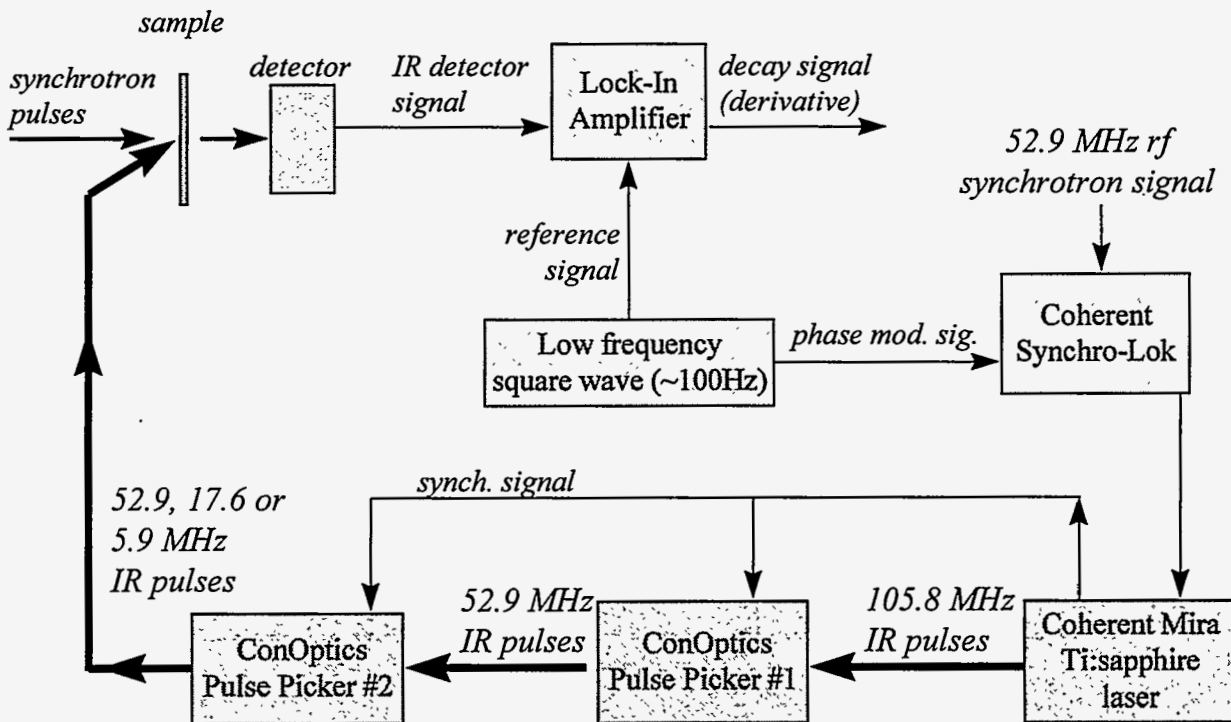 sample
synchrotron
pulses
detector
IR detector
signal
Lock-In
Amplifier
decay signal
(derivative)
52.9 MHz rf
synchrotron signal
reference
signal
Low frequency
square wave (~100Hz)
phase mod. sig.
Coherent
Synchro-Lok
synch. signal
52.9, 17.6 or
5.9 MHz
IR pulses
ConOptics
Pulse Picker #2
52.9 MHz
IR pulses
ConOptics
Pulse Picker #1
105.8 MHz
IR pulses
Coherent Mira
Ti:sapphire
laser